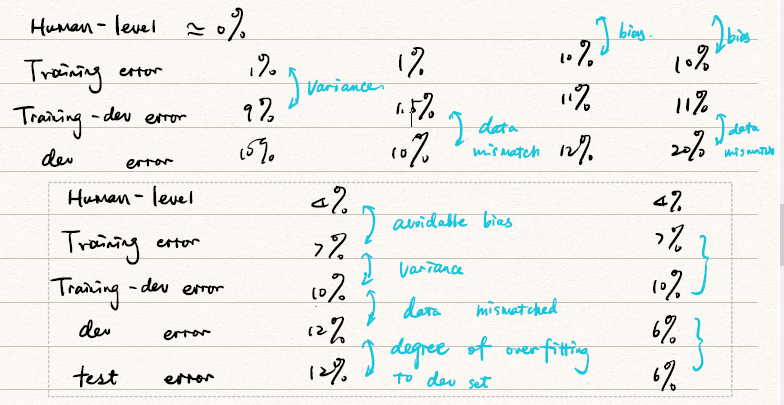 Human-level ≃ 0% bias. bias
Training error 1% 1% 10% 10%
variance
Training-dev error 9% 1.5% 11% 11%
data mismatch data mismatch
dev error 10% 10% 12% 20%
Human-level 4% 4%
avoidable bias
Training error 7% 7%
variance
Training-dev error 10% 10%
data mismatched
dev error 12% 6%
degree of overfitting
to dev set
test error 12% 6%